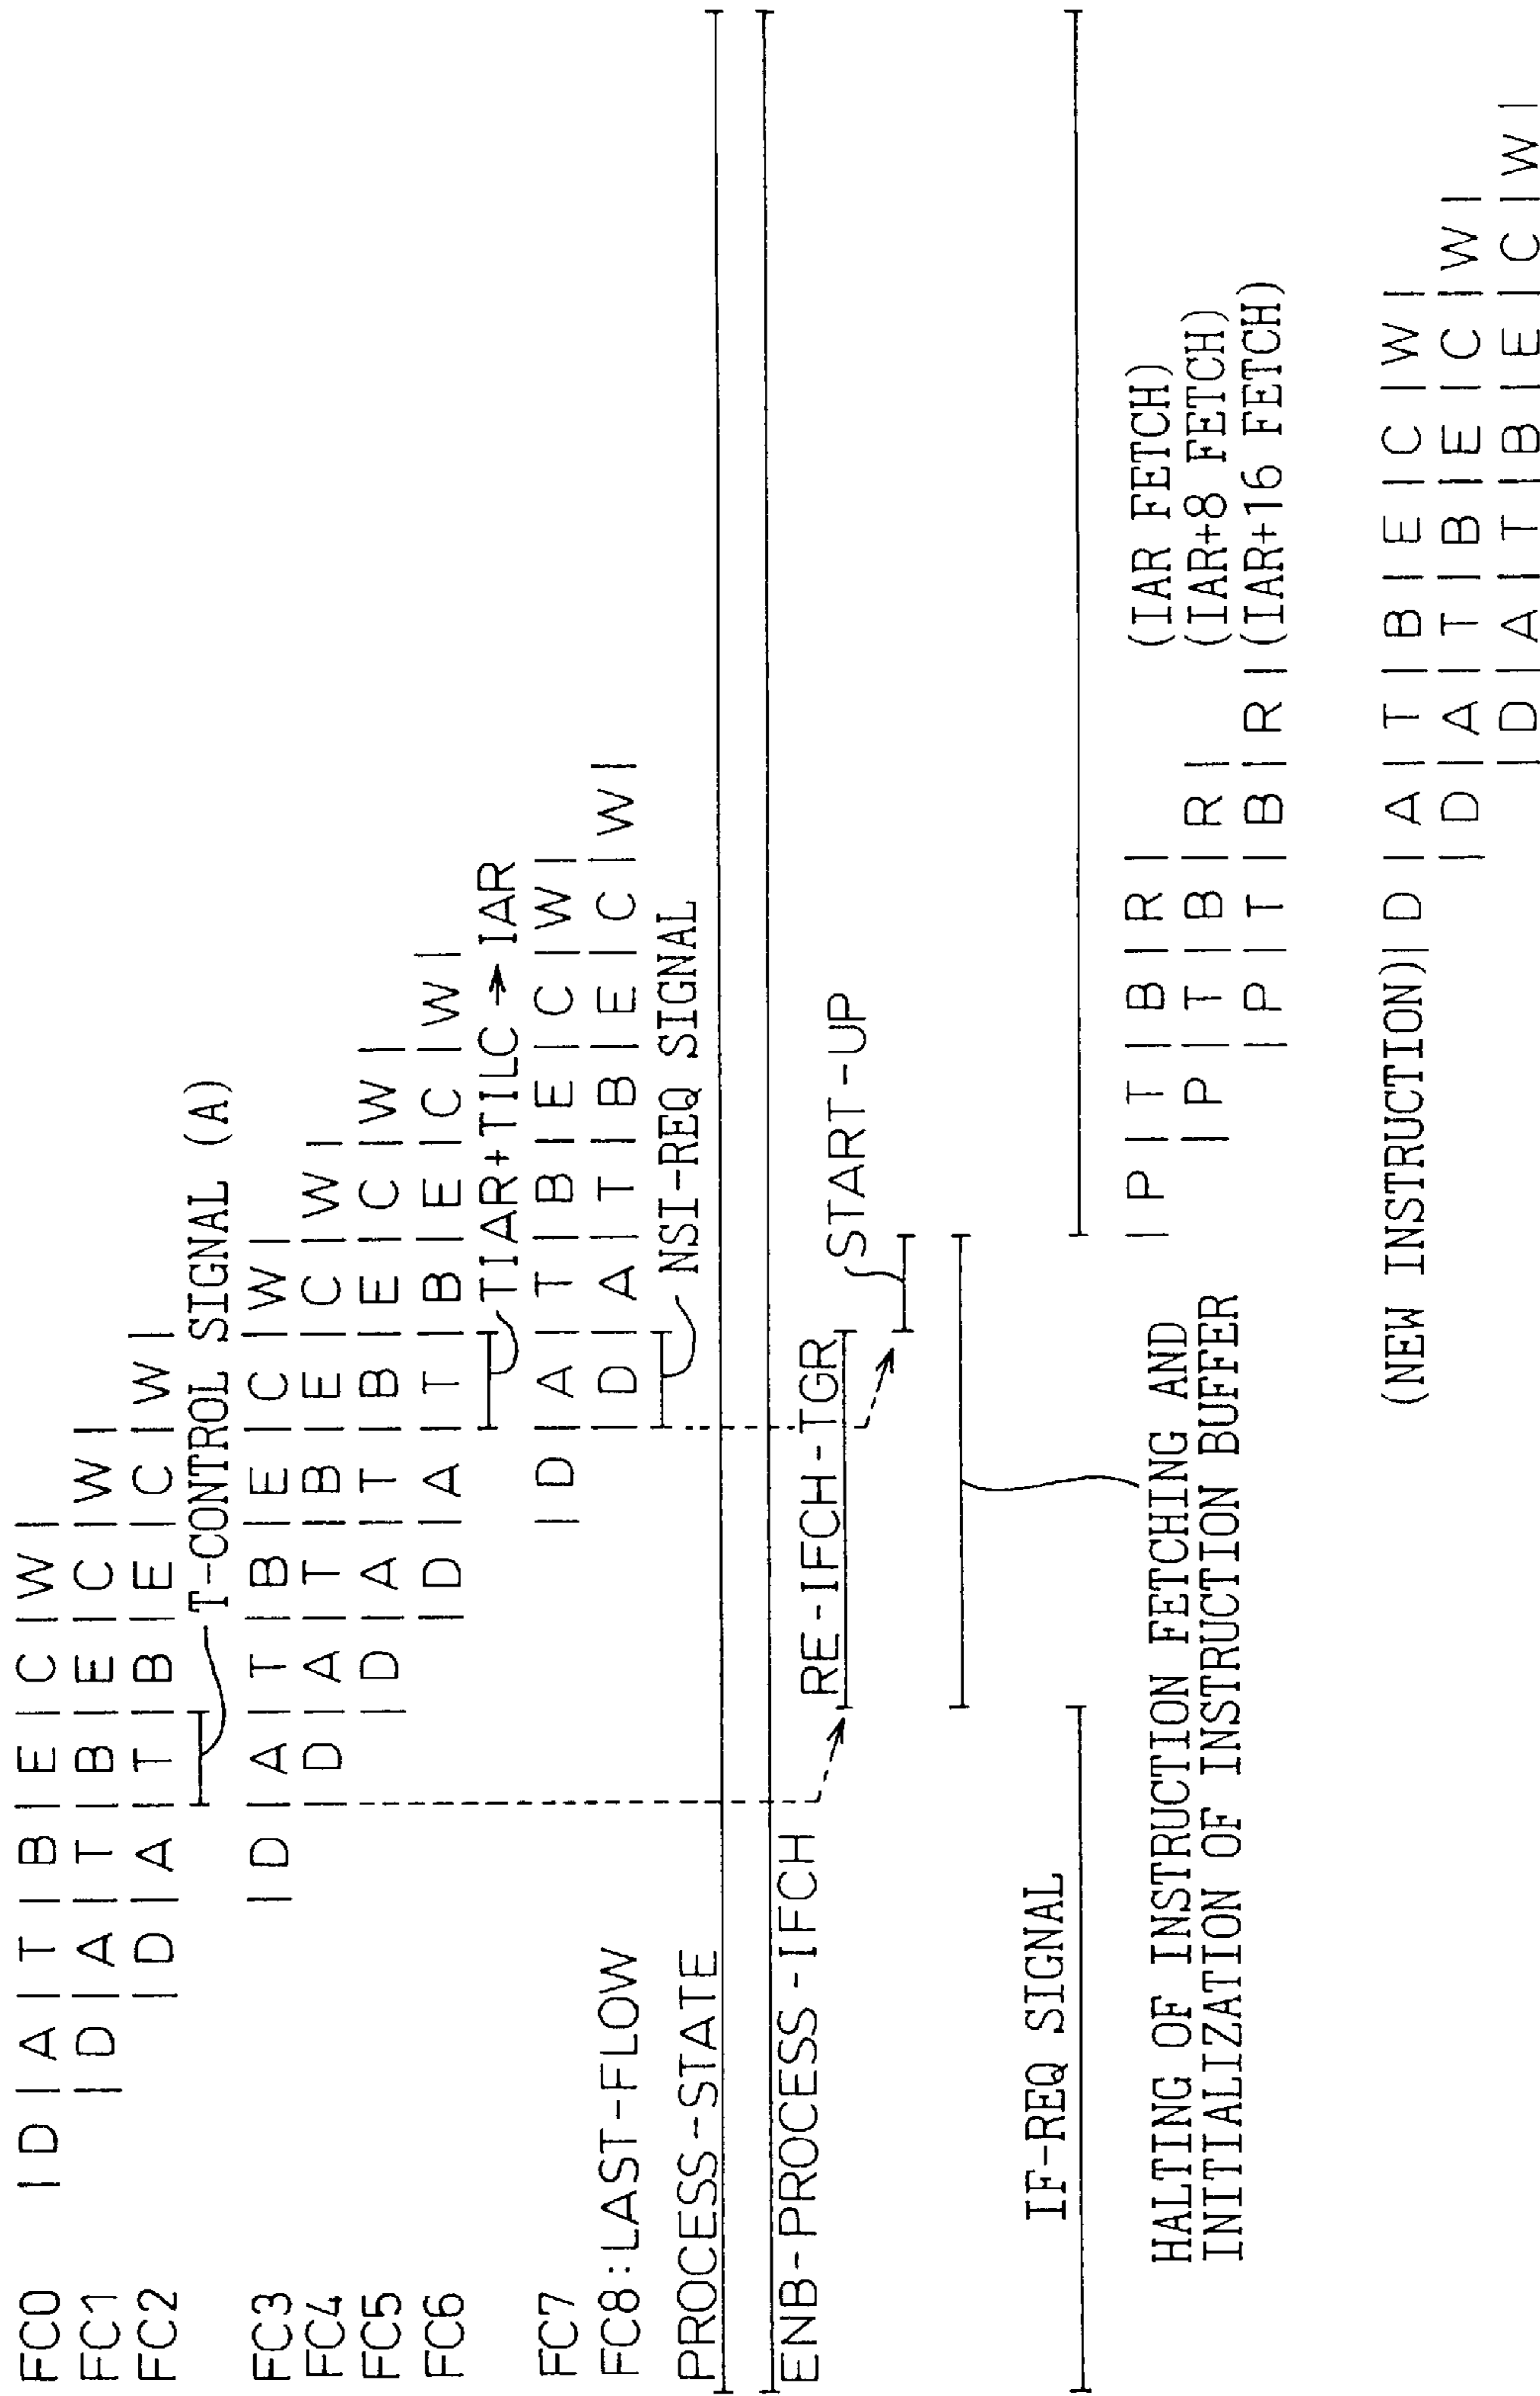 FC0 |D|A|T|B|E|C|W|
FC1 |D|A|T|B|E|C|W|
FC2 |D|A|T|B|E|C|W|
T-CONTROL SIGNAL (A)
FC3 |D|A|T|B|E|C|W|
FC4 |D|A|T|B|E|C|W|
FC5 |D|A|T|B|E|C|W|
FC6 |D|A|T|B|E|C|W|
TIAR+TILC → IAR
FC7 |D|A|T|B|E|C|W|
FC8:LAST-FLOW |D|A|T|B|E|C|W|
NSI-REQ SIGNAL
PROCESS-STATE
ENB-PROCESS-IFCH
RE-IFCH-TGR
START-UP
IF-REQ SIGNAL
HALTING OF INSTRUCTION FETCHING AND
INITIALIZATION OF INSTRUCTION BUFFER
|P|T|B|R| (IAR FETCH)
|P|T|B|R| (IAR+8 FETCH)
|P|T|B|R|(IAR+16 FETCH)
(NEW INSTRUCTION)|D|A|T|B|E|C|W|
|D|A|T|B|E|C|W|
|D|A|T|B|E|C|W|